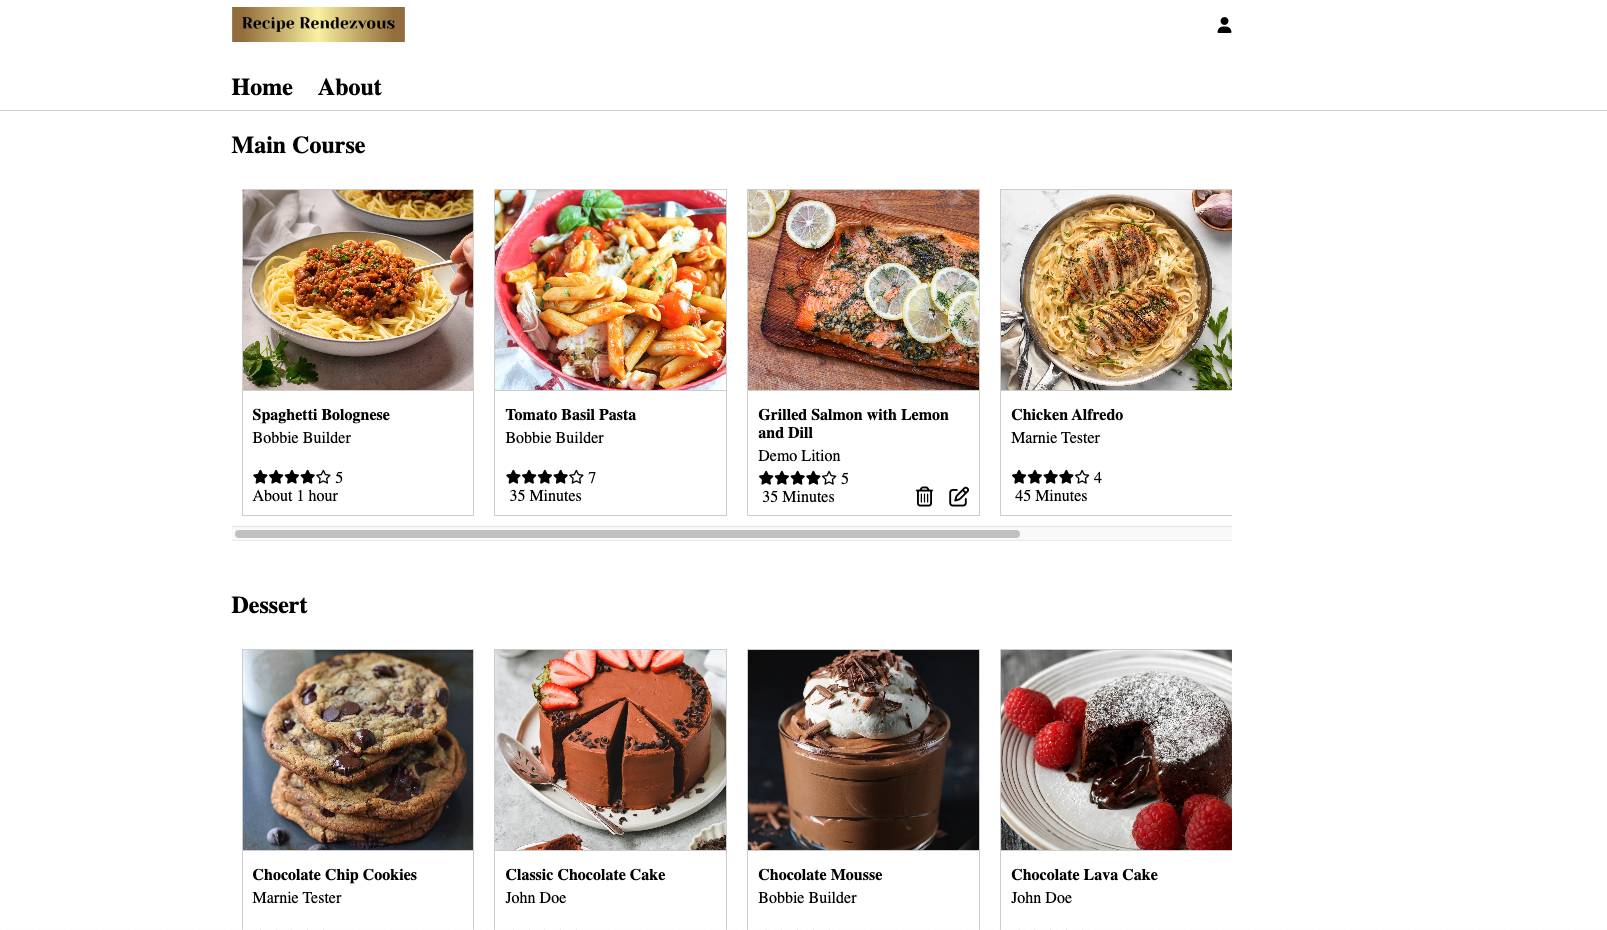 Recipe Rendezvous
Home About
Main Course
Spaghetti Bolognese
Bobbie Builder
5
About 1 hour
Tomato Basil Pasta
Bobbie Builder
7
35 Minutes
Grilled Salmon with Lemon
and Dill
Demo Lition
5
35 Minutes
Chicken Alfredo
Marnie Tester
4
45 Minutes
Dessert
Chocolate Chip Cookies
Marnie Tester
Classic Chocolate Cake
John Doe
Chocolate Mousse
Bobbie Builder
Chocolate Lava Cake
John Doe